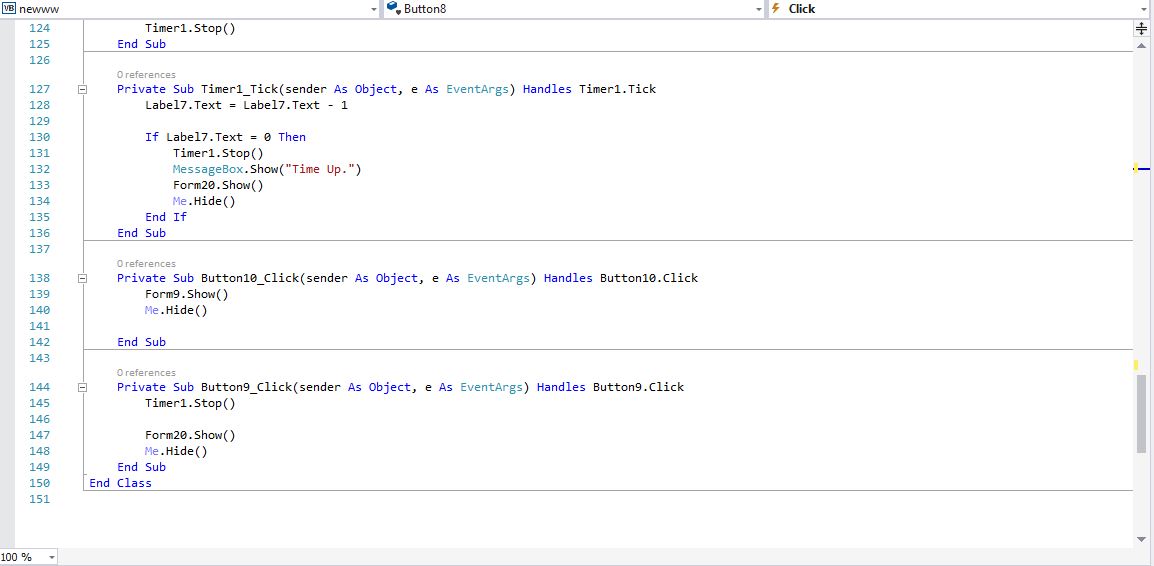 VB newww Button8 Click
124 Timer1.Stop()
125 End Sub
126
0 references
127 Private Sub Timer1_Tick(sender As Object, e As EventArgs) Handles Timer1.Tick
128 Label7.Text = Label7.Text - 1
129
130 If Label7.Text = 0 Then
131 Timer1.Stop()
132 MessageBox.Show("Time Up.")
133 Form20.Show()
134 Me.Hide()
135 End If
136 End Sub
137
0 references
138 Private Sub Button10_Click(sender As Object, e As EventArgs) Handles Button10.Click
139 Form9.Show()
140 Me.Hide()
141
142 End Sub
143
0 references
144 Private Sub Button9_Click(sender As Object, e As EventArgs) Handles Button9.Click
145 Timer1.Stop()
146
147 Form20.Show()
148 Me.Hide()
149 End Sub
150 End Class
151
100 %